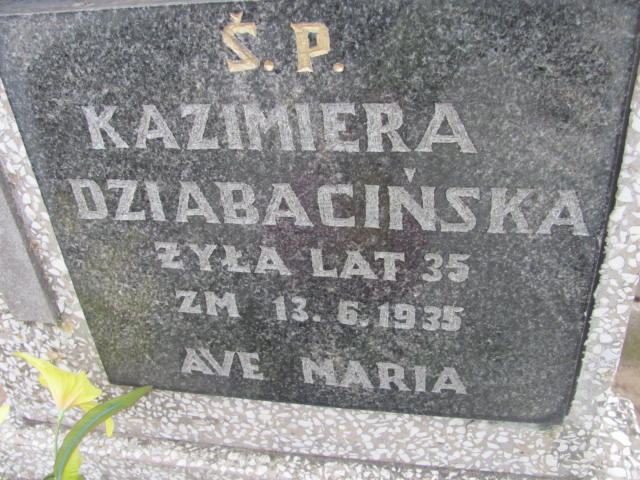 Ś. P.
KAZIMIERA
DZIABACIŃSKA
ŻYŁA LAT 35
ZM 13. 6. 1935
AVE MARIA